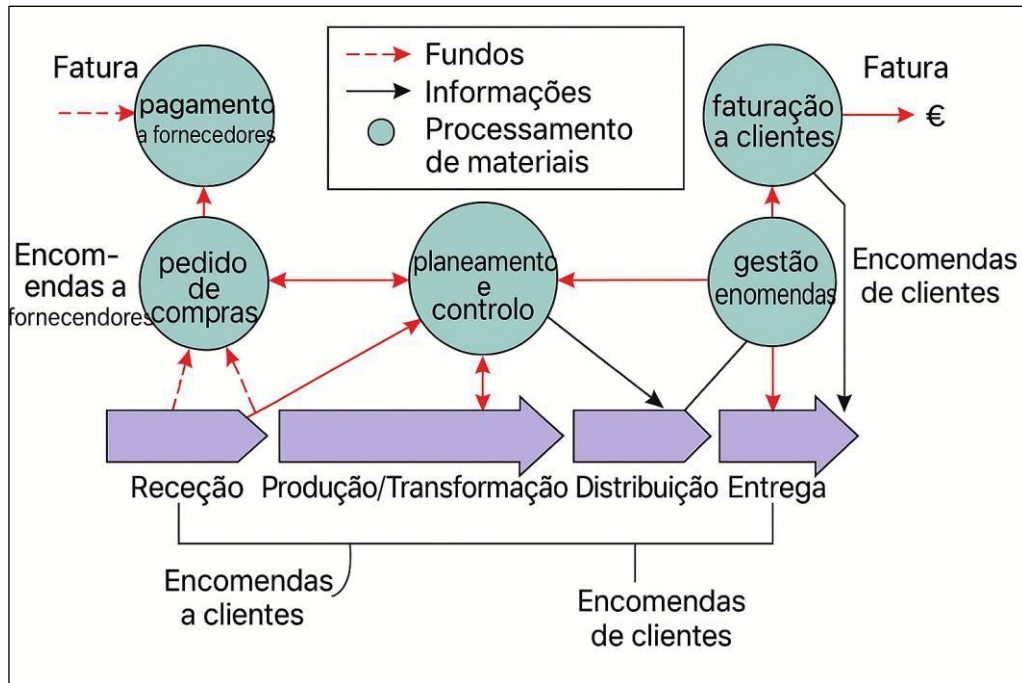 Fatura
pagamento
a fornecedores
Fundos
Informações
Processamento
de materiais
faturação
a clientes
Fatura
€
Encom-
endas a
fornecendores
pedido
de
compras
planeamento
e
controlo
gestão
enomendas
Encomendas
de clientes
Receção
Produção/Transformação
Distribuição
Entrega
Encomendas
a clientes
Encomendas
de clientes